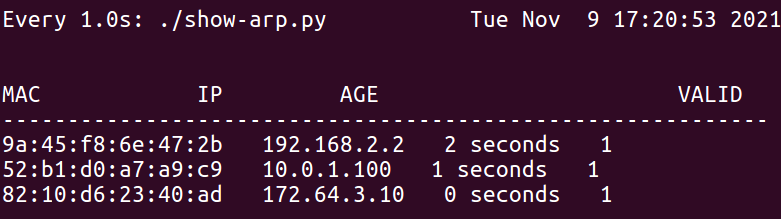 Every 1.0s: ./show-arp.py Tue Nov 9 17:20:53 2021
MAC IP AGE VALID
-----------------------------------------------------------
9a:45:f8:6e:47:2b 192.168.2.2 2 seconds 1
52:b1:d0:a7:a9:c9 10.0.1.100 1 seconds 1
82:10:d6:23:40:ad 172.64.3.10 0 seconds 1